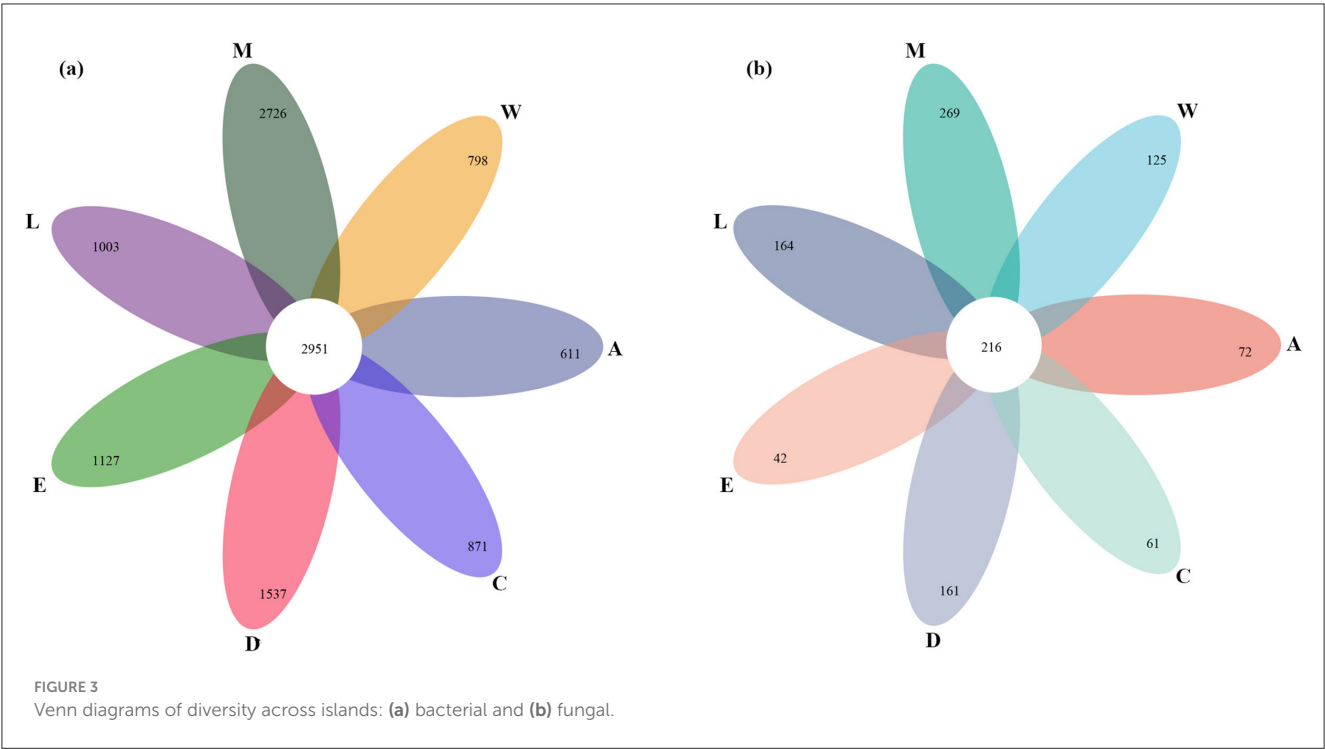 (a)
M
2726
W
798
L
1003
2951
611
A
E
1127
871
C
1537
D
(b)
M
269
W
125
L
164
216
72
A
E
42
61
C
161
D
FIGURE 3
Venn diagrams of diversity across islands: (a) bacterial and (b) fungal.